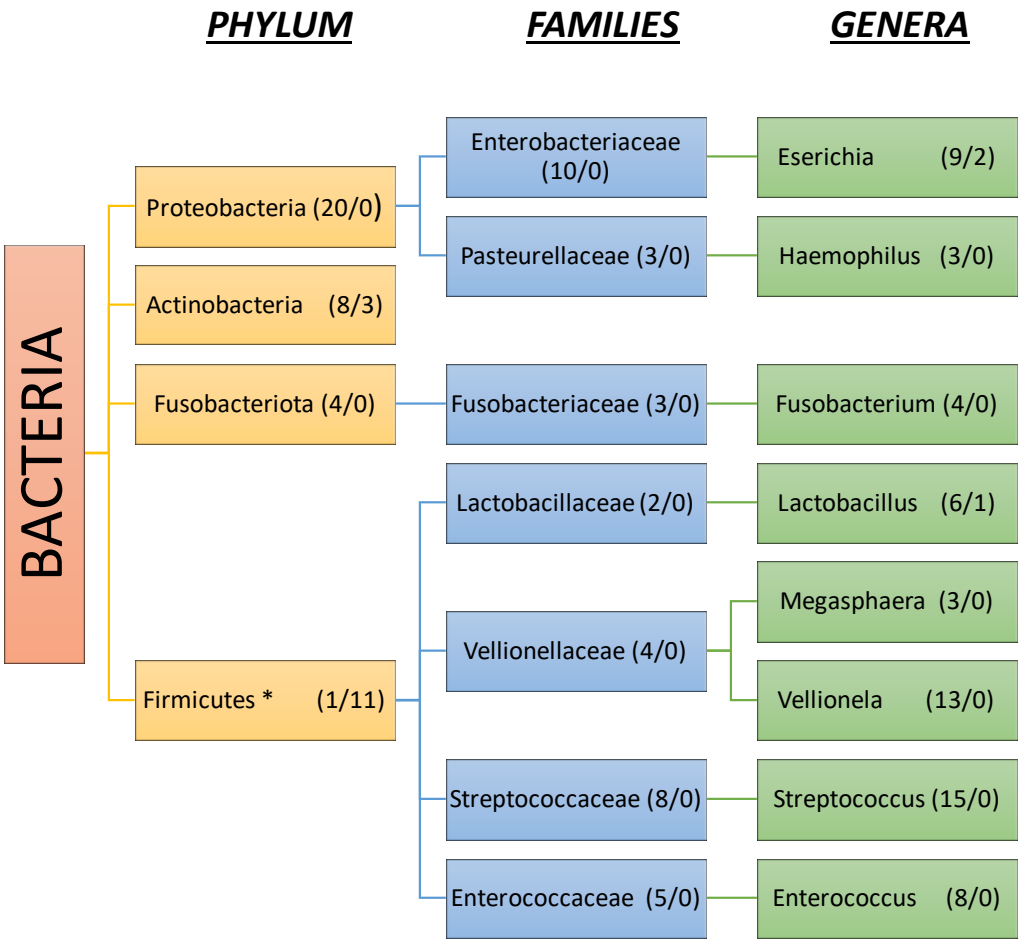 PHYLUM
FAMILIES
GENERA
BACTERIA
Proteobacteria (20/0)
Actinobacteria (8/3)
Fusobacteriota (4/0)
Firmicutes * (1/11)
Enterobacteriaceae
(10/0)
Pasteurellaceae (3/0)
Fusobacteriaceae (3/0)
Lactobacillaceae (2/0)
Vellionellaceae (4/0)
Streptococcaceae (8/0)
Enterococcaceae (5/0)
Eserichia (9/2)
Haemophilus (3/0)
Fusobacterium (4/0)
Lactobacillus (6/1)
Megasphaera (3/0)
Vellionela (13/0)
Streptococcus (15/0)
Enterococcus (8/0)